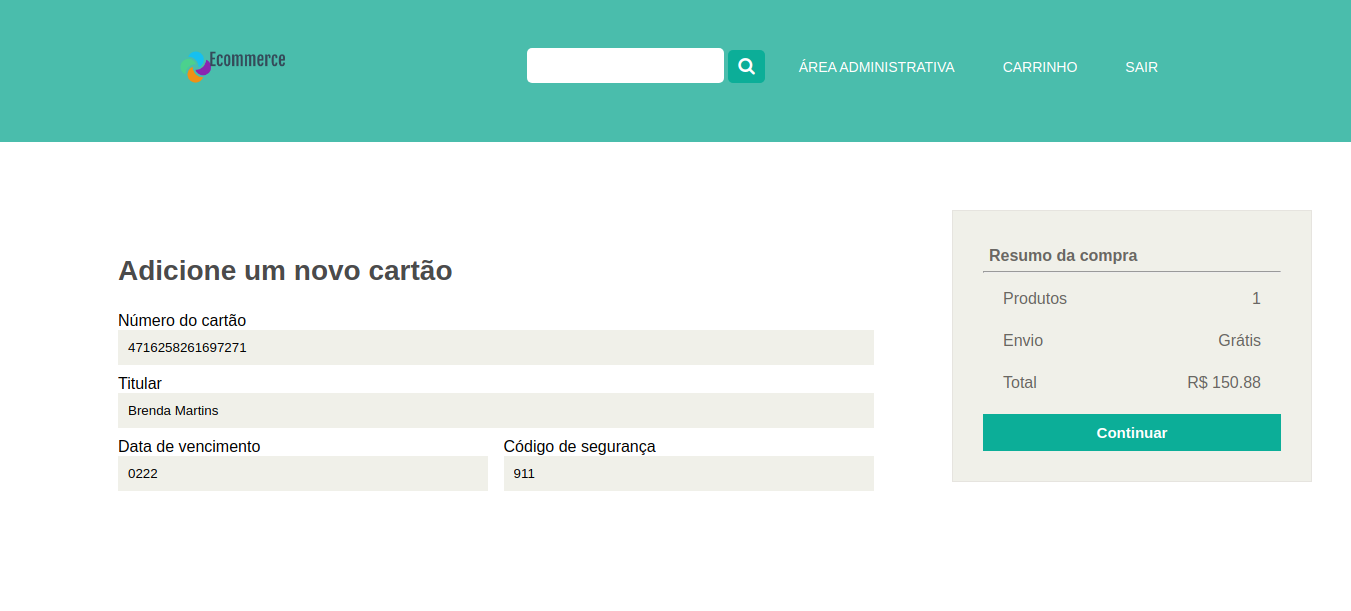 Ecommerce
ÁREA ADMINISTRATIVA CARRINHO SAIR
Adicione um novo cartão
Número do cartão
4716258261697271
Titular
Brenda Martins
Data de vencimento Código de segurança
0222 911
Resumo da compra
Produtos 1
Envio Grátis
Total R$ 150.88
Continuar